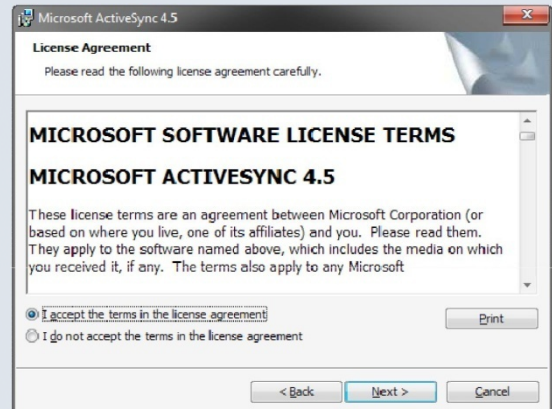 Microsoft ActiveSync 4.5
License Agreement
Please read the following license agreement carefully.
MICROSOFT SOFTWARE LICENSE TERMS
MICROSOFT ACTIVESYNC 4.5
These license terms are an agreement between Microsoft Corporation (or
based on where you live, one of its affiliates) and you. Please read them.
They apply to the software named above, which includes the media on which
you received it, if any. The terms also apply to any Microsoft
I accept the terms in the license agreement
Print
I do not accept the terms in the license agreement
< Back
Next >
Cancel